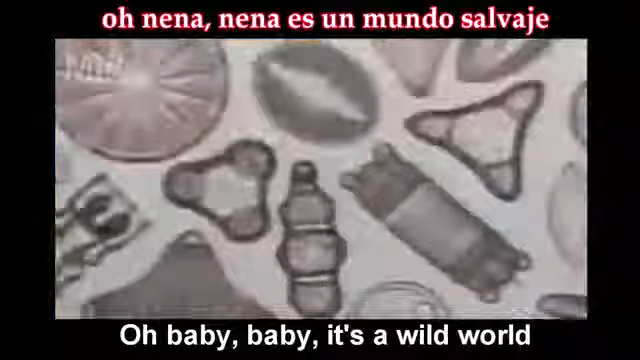 oh nena, nena es un mundo salvaje
Oh baby, baby, it's a wild world